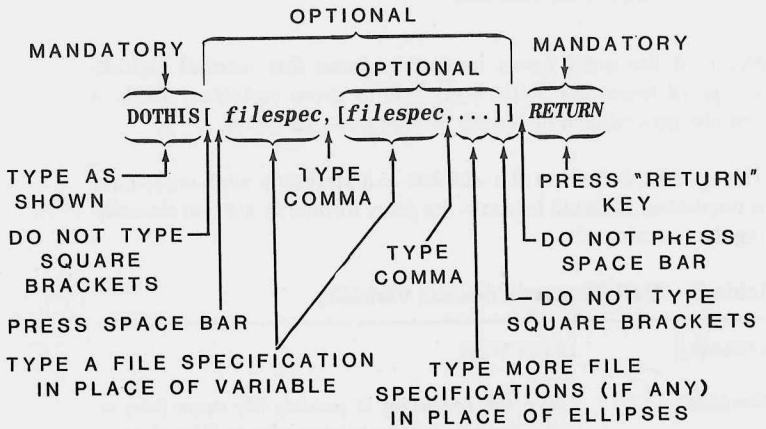 OPTIONAL
MANDATORY
MANDATORY
OPTIONAL
DOTHIS[ filespec,[filespec,...]] RETURN
TYPE AS
SHOWN
TYPE
COMMA
PRESS "RETURN"
KEY
DO NOT TYPE
SQUARE
BRACKETS
TYPE
COMMA
DO NOT PRESS
SPACE BAR
PRESS SPACE BAR
DO NOT TYPE
SQUARE BRACKETS
TYPE A FILE SPECIFICATION
IN PLACE OF VARIABLE
TYPE MORE FILE
SPECIFICATIONS (IIF ANY)
IN PLACE OF ELLIPSES